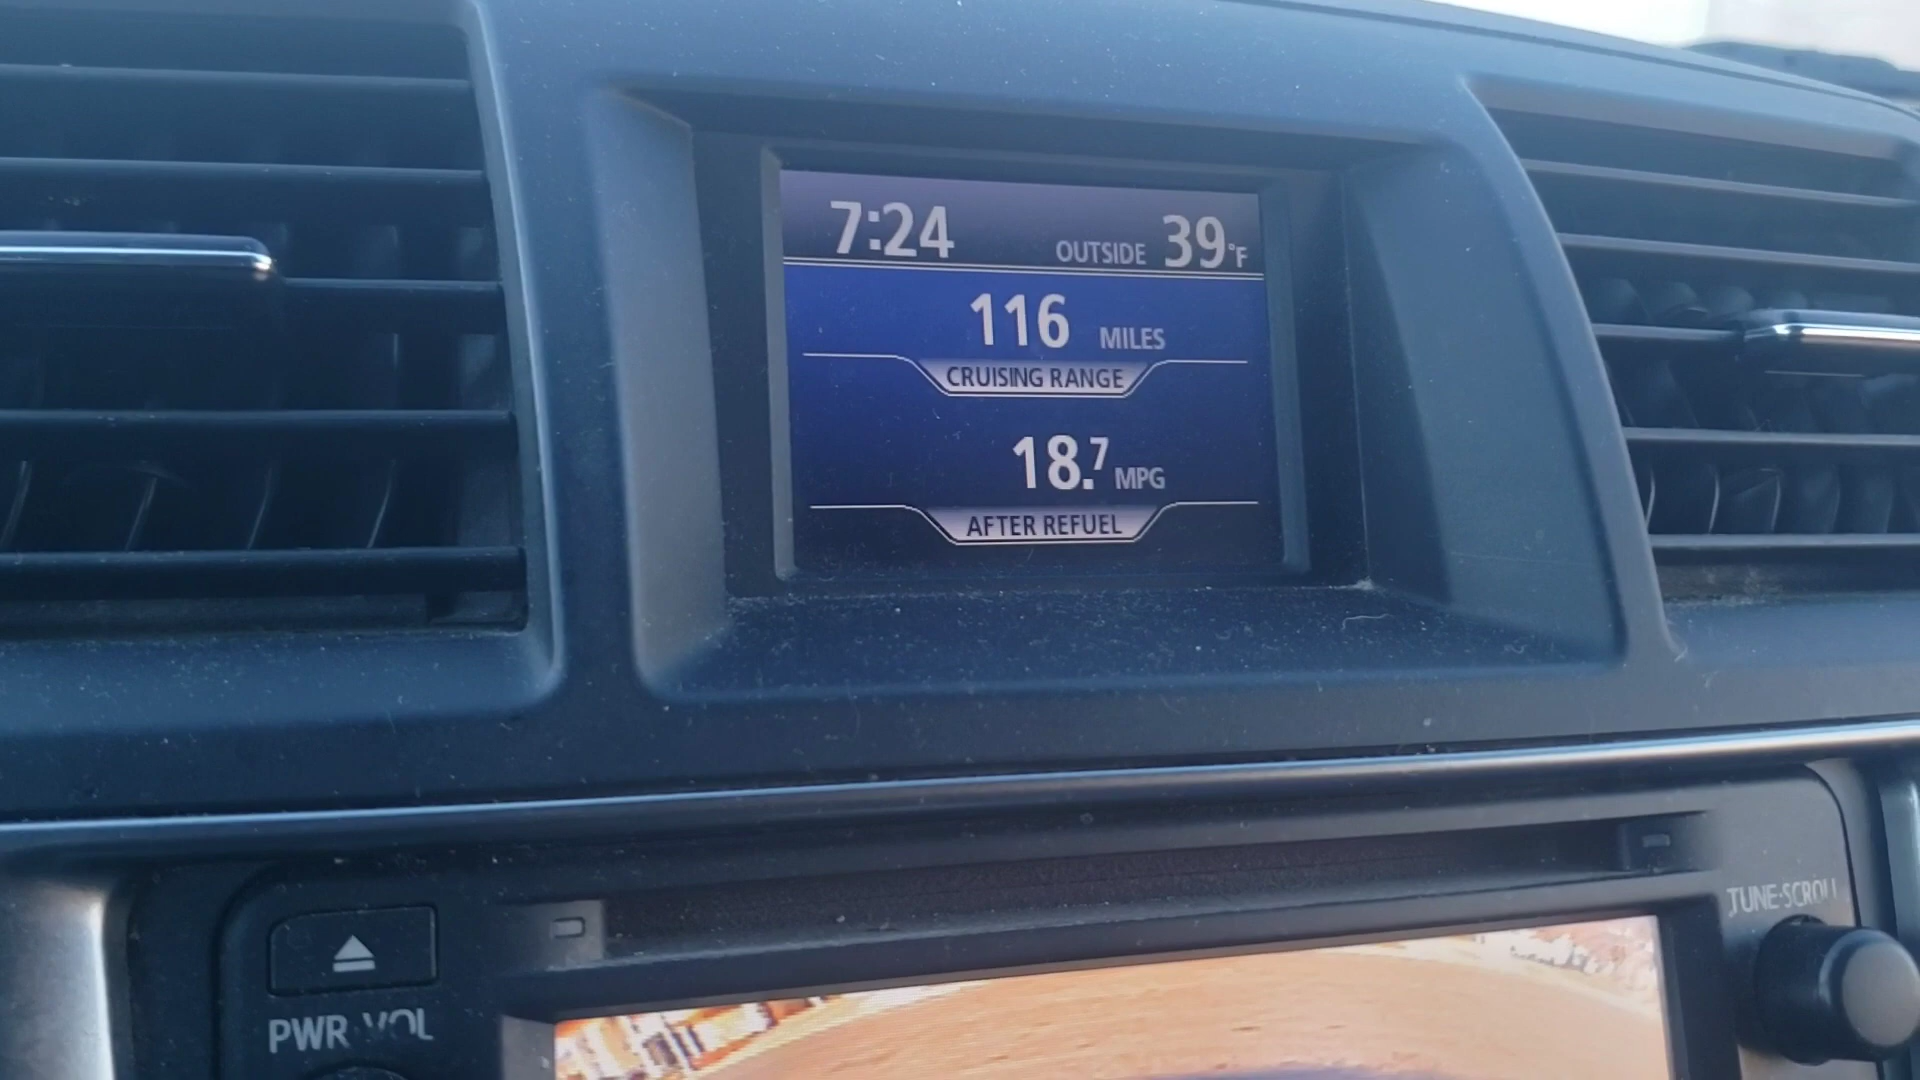 7:24 OUTSIDE 39°F
116 MILES
CRUISING RANGE
18.7 MPG
AFTER REFUEL
TUNE·SCROLL
PWR·VOL